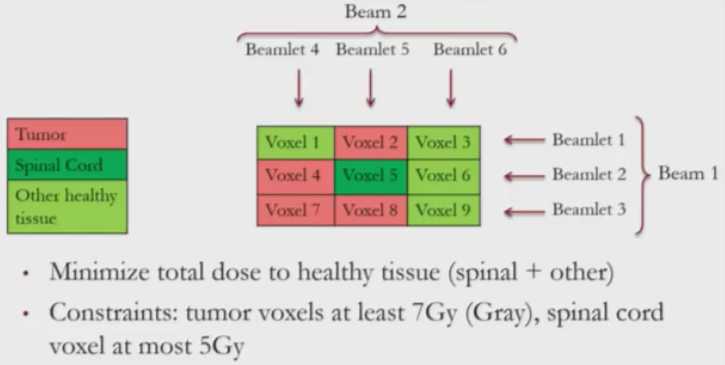 Beam 2
Beamlet 4 Beamlet 5 Beamlet 6
Tumor
Spinal Cord
Other healthy
tissue
Voxel 1 Voxel 2 Voxel 3
Voxel 4 Voxel 5 Voxel 6
Voxel 7 Voxel 8 Voxel 9
Beamlet 1
Beamlet 2
Beamlet 3
Beam 1
• Minimize total dose to healthy tissue (spinal + other)
• Constraints: tumor voxels at least 7Gy (Gray), spinal cord
voxel at most 5Gy